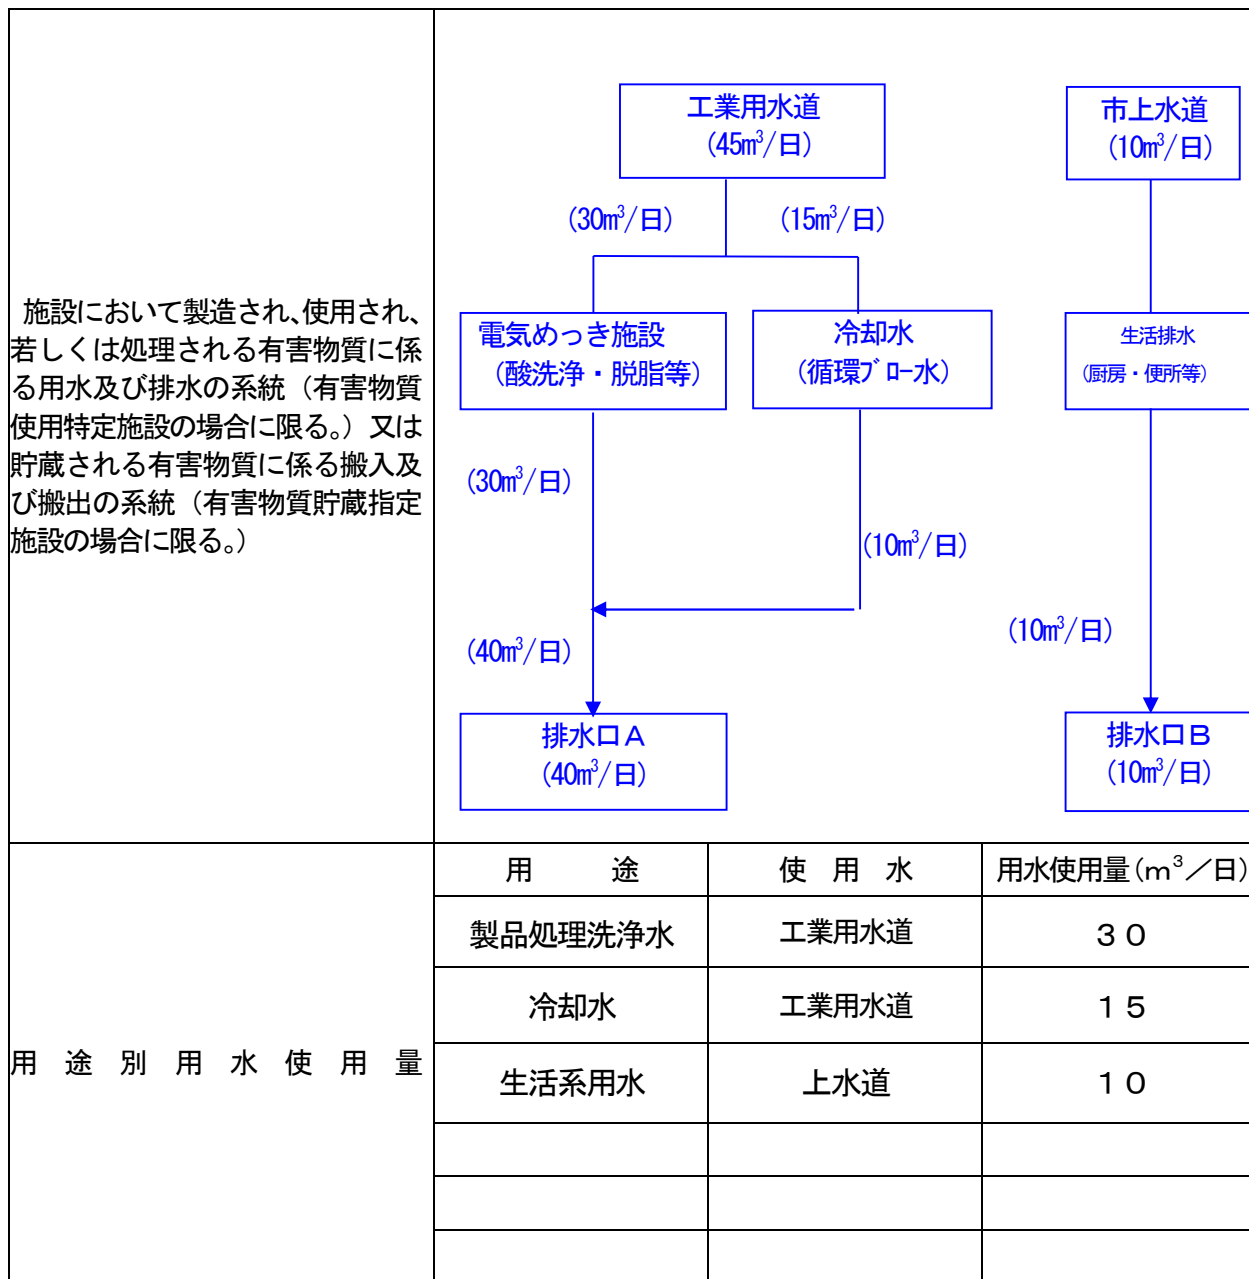 施設において製造され、使用され、
若しくは処理される有害物質に係
る用水及び排水の系統（有害物質
使用特定施設の場合に限る。）又は
貯蔵される有害物質に係る搬入及
び搬出の系統（有害物質貯蔵指定
施設の場合に限る。）
工業用水道
(45m³/日)
市上水道
(10m³/日)
(30m³/日)
(15m³/日)
電気めっき施設
（酸洗浄・脱脂等）
冷却水
（循環ブロー水）
生活排水
（厨房・便所等）
(30m³/日)
(10m³/日)
(40m³/日)
(10m³/日)
排水口Ａ
(40m³/日)
排水口Ｂ
(10m³/日)
用途別用水使用量
用　　途 使　用　水 用水使用量（ｍ³／日）
製品処理洗浄水 工業用水道 ３０
冷却水 工業用水道 １５
生活系用水 上水道 １０